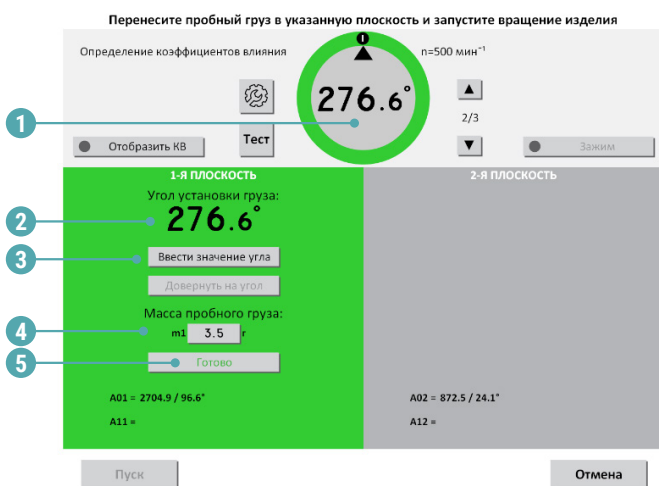 Перенесите пробный груз в указанную плоскость и запустите вращение изделия
Определение коэффициентов влияния
n=500 мин⁻¹
276.6°
1
2/3
Отобразить КВ
Тест
Зажим
1-Я ПЛОСКОСТЬ
2-Я ПЛОСКОСТЬ
Угол установки груза:
2
276.6°
3
Ввести значение угла
Довернуть на угол
Масса пробного груза:
4
m1 3.5 г
5
Готово
A01 = 2704.9 / 96.6°
A02 = 872.5 / 24.1°
A11 =
A12 =
Пуск
Отмена